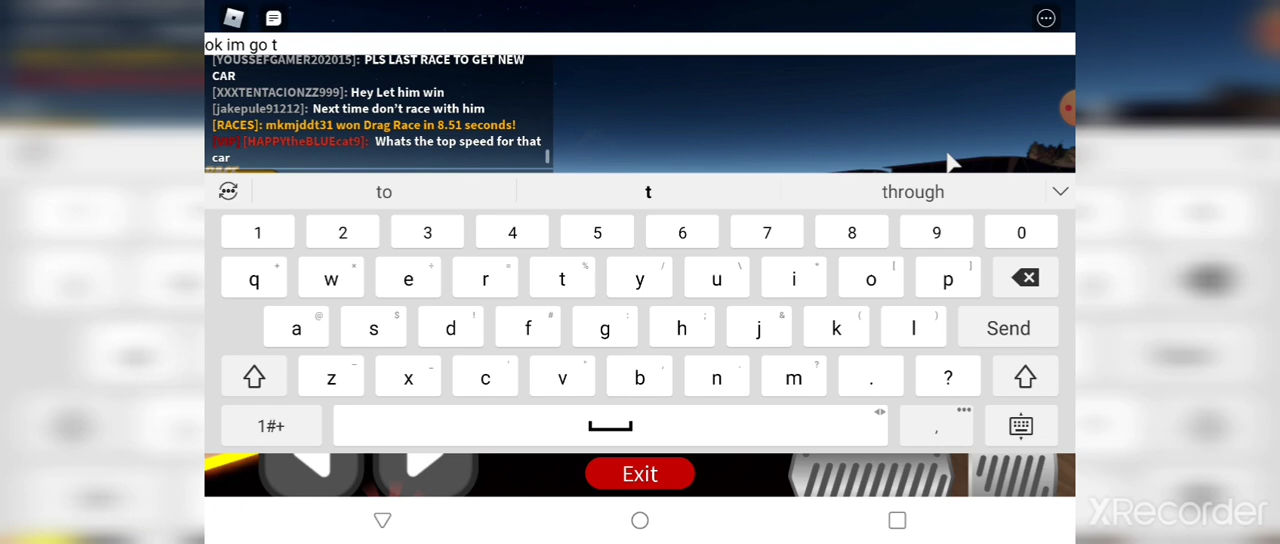 ok im go t
[YOUSSEFGAMER202015]: PLS LAST RACE TO GET NEW
CAR
[XXXTENTACIONZZ999]: Hey Let him win
[jakepule91212]: Next time don't race with him
[RACES]: mkmjddt31 won Drag Race in 8.51 seconds!
[VIP] [HAPPYtheBLUEcat9]: Whats the top speed for that
car
to t through
1 2 3 4 5 6 7 8 9 0
q w e r t y u i o p
a s d f g h j k l Send
z x c v b n m . ?
1#+ ,
Exit
XRecorder